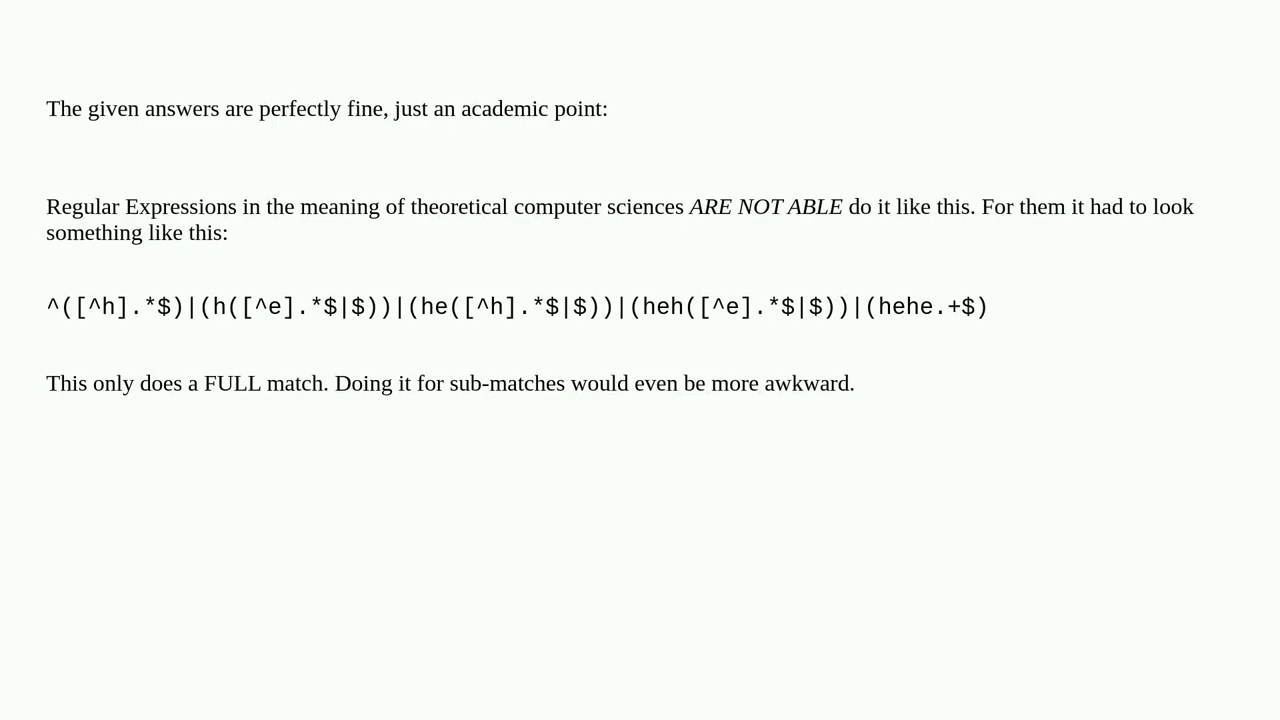 The given answers are perfectly fine, just an academic point:
Regular Expressions in the meaning of theoretical computer sciences ARE NOT ABLE do it like this. For them it had to look
something like this:
^([^h].*$)|(h([^e].*$|$))|(he([^h].*$|$))|(heh([^e].*$|$))|(hehe.+$)
This only does a FULL match. Doing it for sub-matches would even be more awkward.